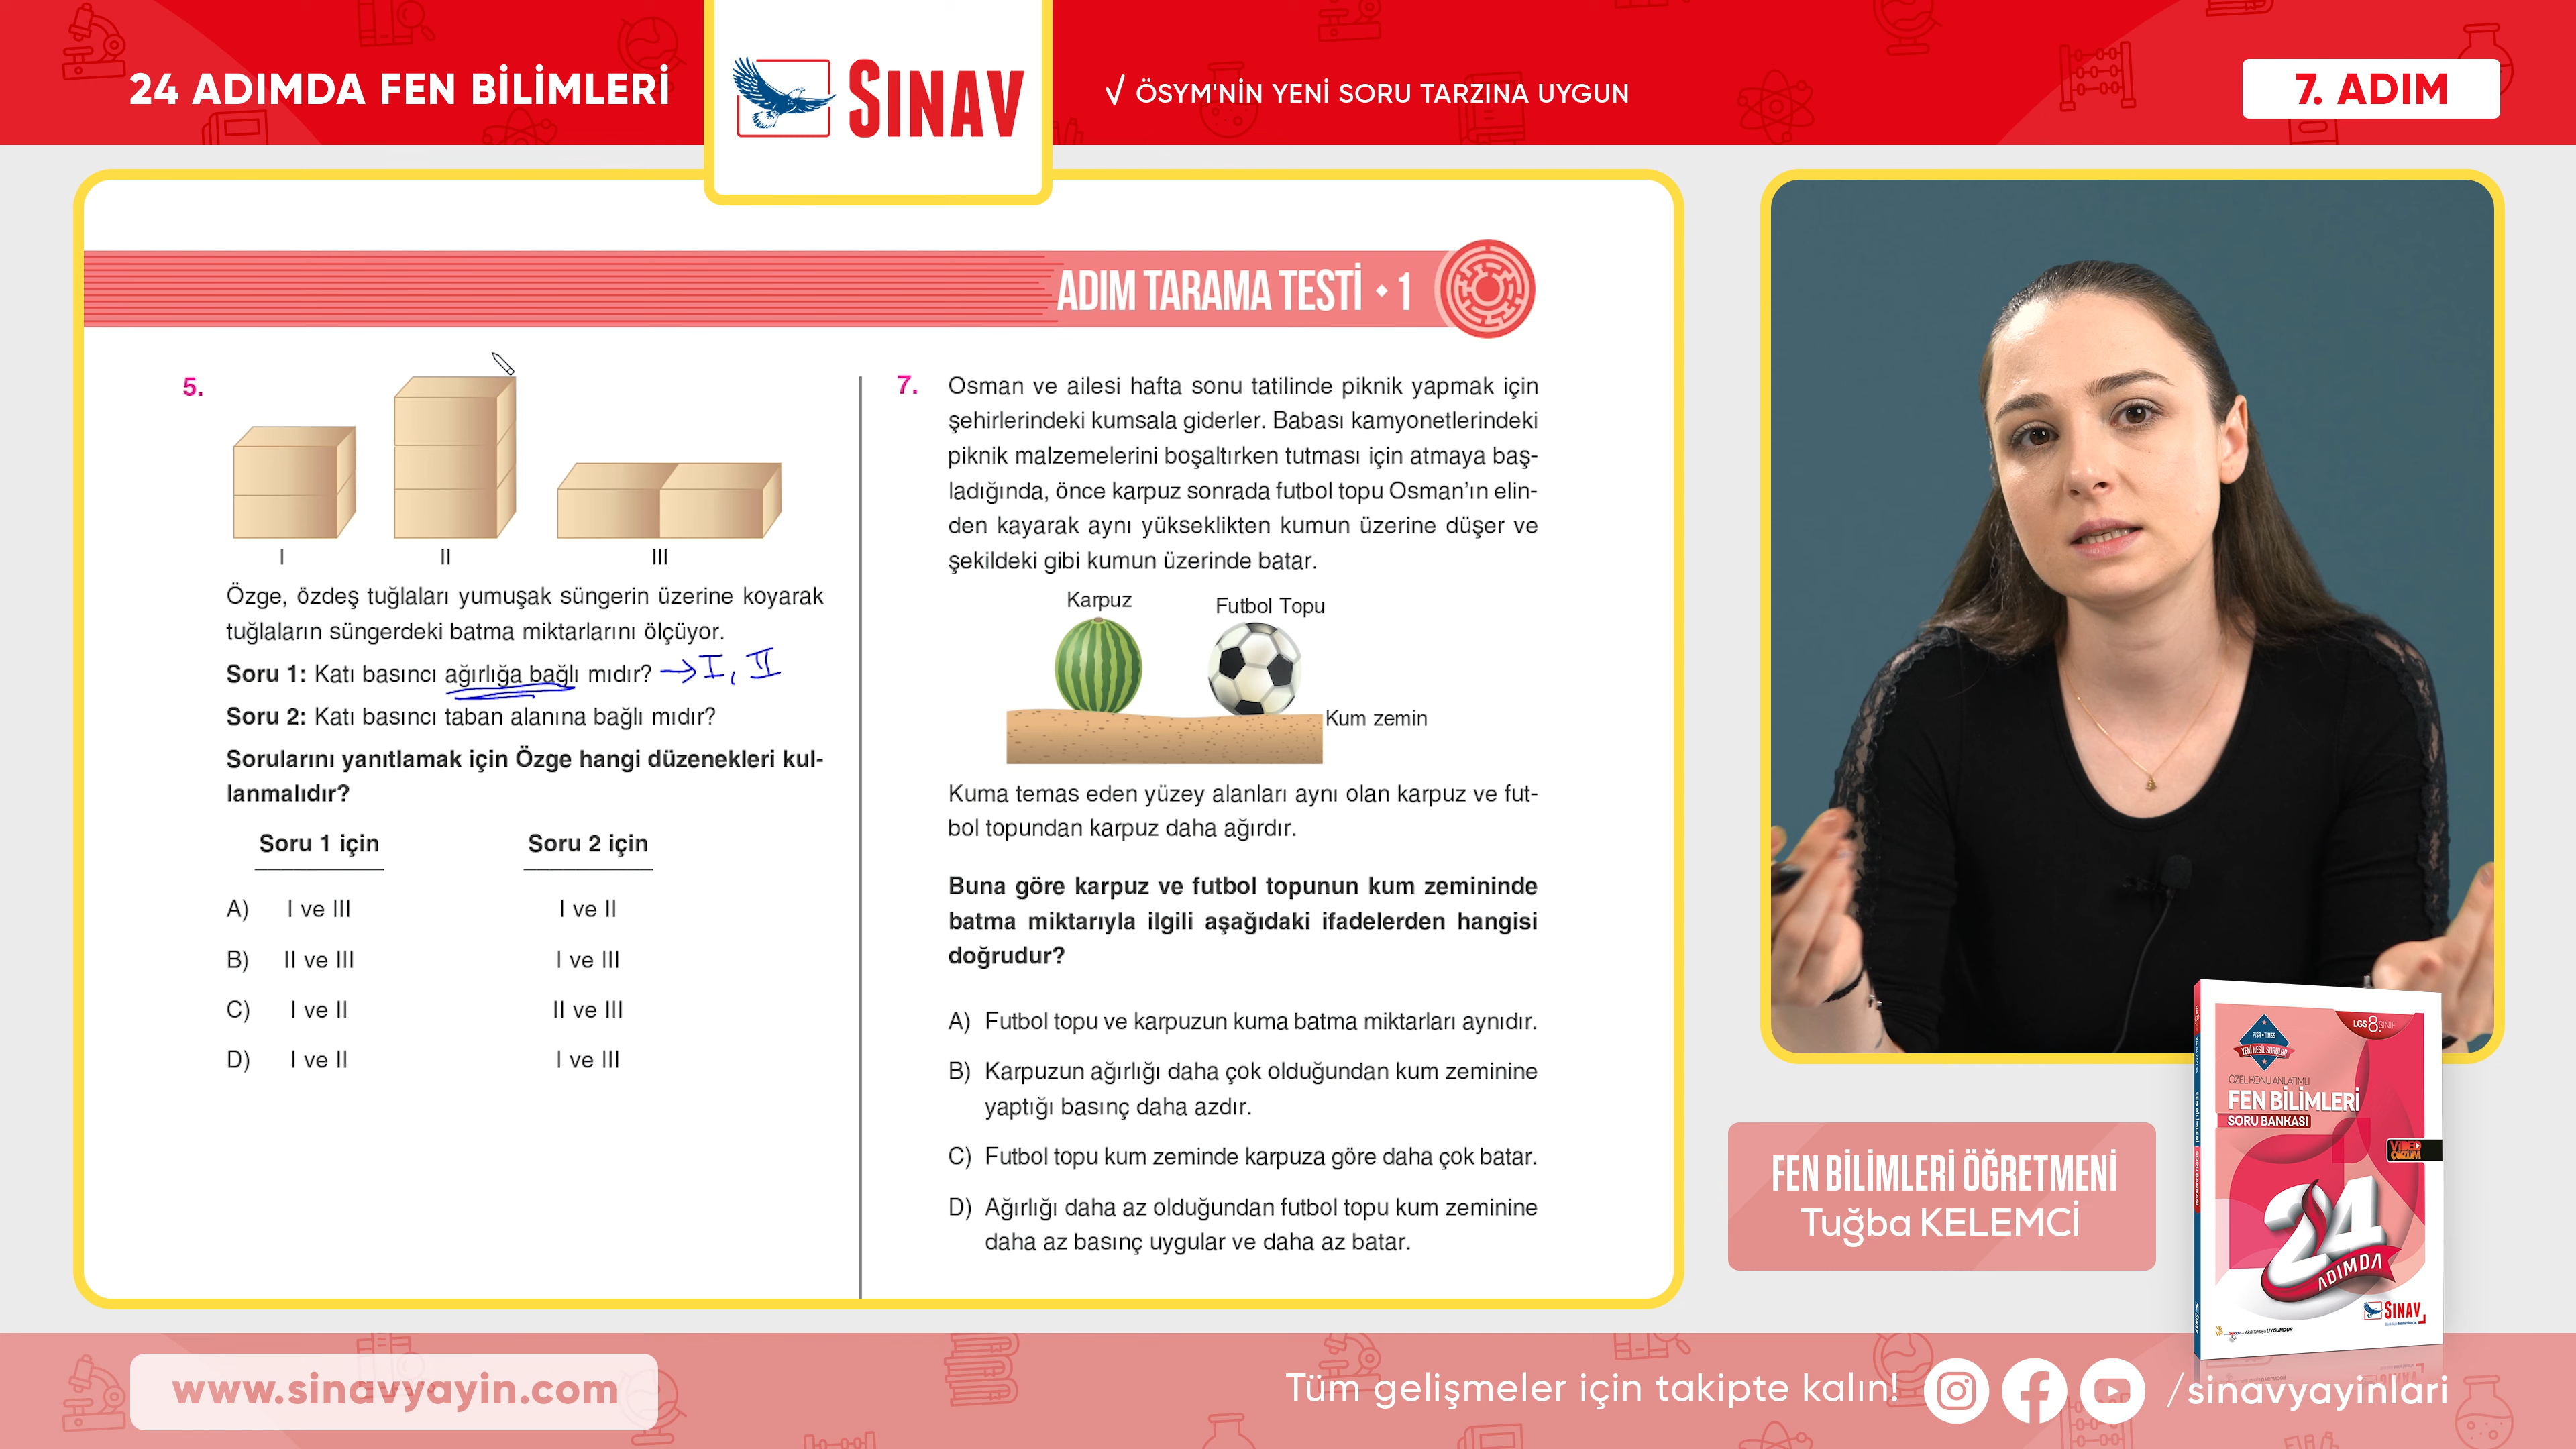 24 ADIMDA FEN BİLİMLERİ
SINAV
√ ÖSYM'NİN YENİ SORU TARZINA UYGUN
7. ADIM
ADIM TARAMA TESTİ • 1
5.
I II III
Özge, özdeş tuğlaları yumuşak süngerin üzerine koyarak
tuğlaların süngerdeki batma miktarlarını ölçüyor.
Soru 1: Katı basıncı ağırlığa bağlı mıdır? → I, II
Soru 2: Katı basıncı taban alanına bağlı mıdır?
Sorularını yanıtlamak için Özge hangi düzenekleri kul-
lanmalıdır?
Soru 1 için Soru 2 için
A) I ve III I ve II
B) II ve III I ve III
C) I ve II II ve III
D) I ve II I ve III
7. Osman ve ailesi hafta sonu tatilinde piknik yapmak için
şehirlerindeki kumsala giderler. Babası kamyonetlerindeki
piknik malzemelerini boşaltırken tutması için atmaya baş-
ladığında, önce karpuz sonrada futbol topu Osman'ın elin-
den kayarak aynı yükseklikten kumun üzerine düşer ve
şekildeki gibi kumun üzerinde batar.
Karpuz
Futbol Topu
Kum zemin
Kuma temas eden yüzey alanları aynı olan karpuz ve fut-
bol topundan karpuz daha ağırdır.
Buna göre karpuz ve futbol topunun kum zemininde
batma miktarıyla ilgili aşağıdaki ifadelerden hangisi
doğrudur?
A) Futbol topu ve karpuzun kuma batma miktarları aynıdır.
B) Karpuzun ağırlığı daha çok olduğundan kum zeminine
yaptığı basınç daha azdır.
C) Futbol topu kum zeminde karpuza göre daha çok batar.
D) Ağırlığı daha az olduğundan futbol topu kum zeminine
daha az basınç uygular ve daha az batar.
FEN BİLİMLERİ ÖĞRETMENİ
Tuğba KELEMCİ
LGS 8. SINIF
YENİ NESİL SORULAR
ÖZEL KONU ANLATIMLI
FEN BİLİMLERİ
SORU BANKASI
VİDEO
ÇÖZÜM
24
ADIMDA
SINAV
www.sinavyayin.com
Tüm gelişmeler için takipte kalın!
/sinavyayinlari